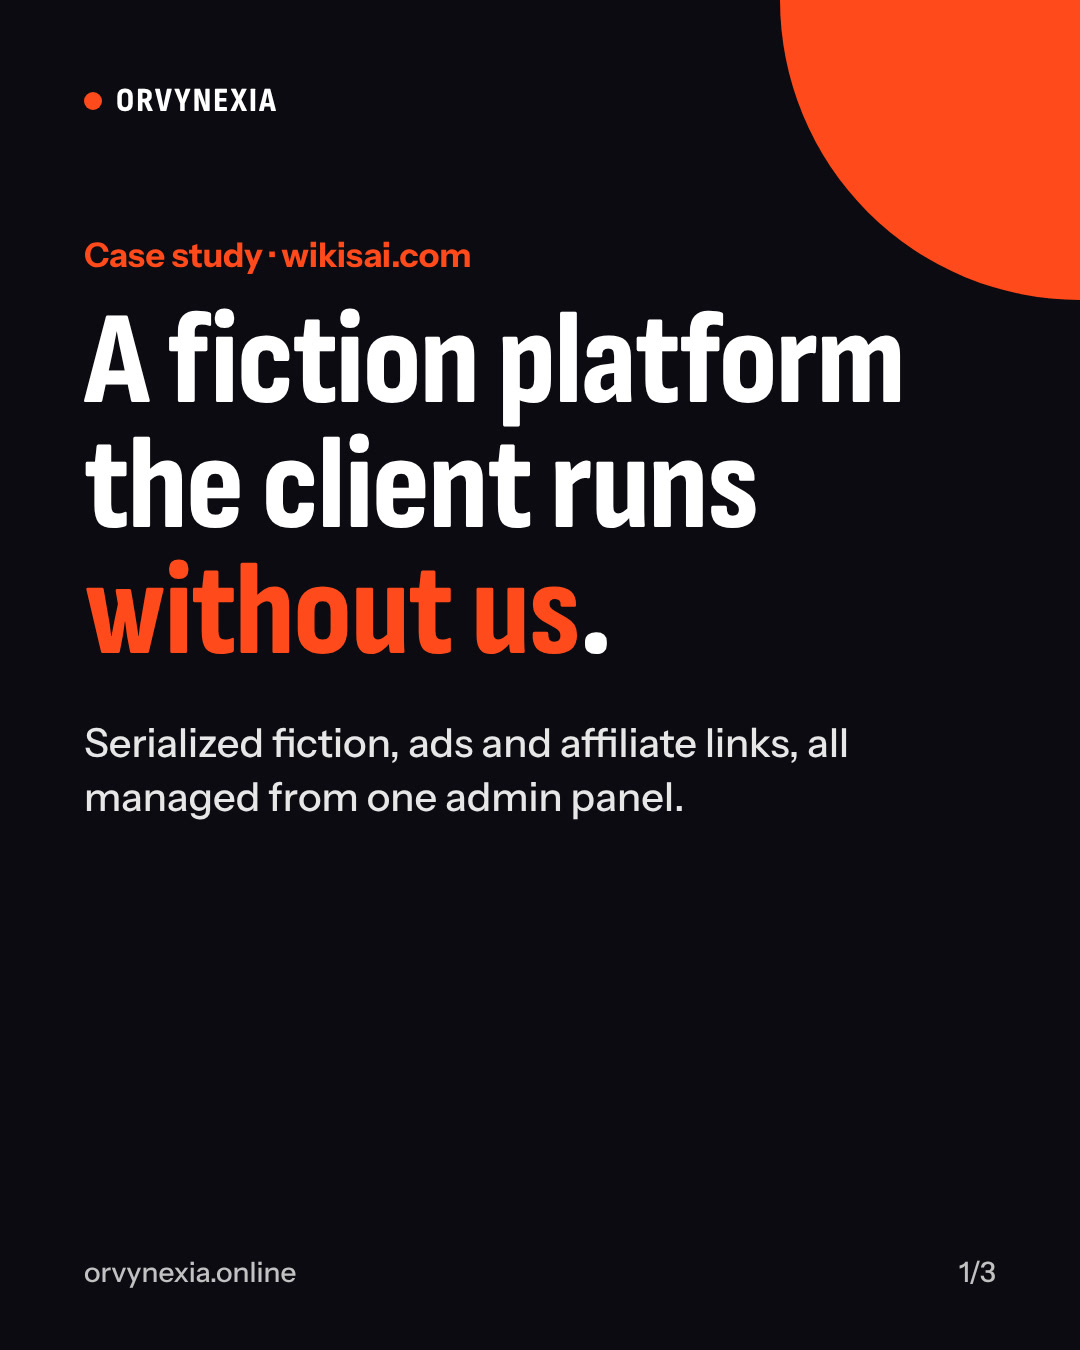 ORVYNEXIA
Case study · wikisai.com
A fiction platform
the client runs
without us.
Serialized fiction, ads and affiliate links, all
managed from one admin panel.
orvynexia.online
1/3